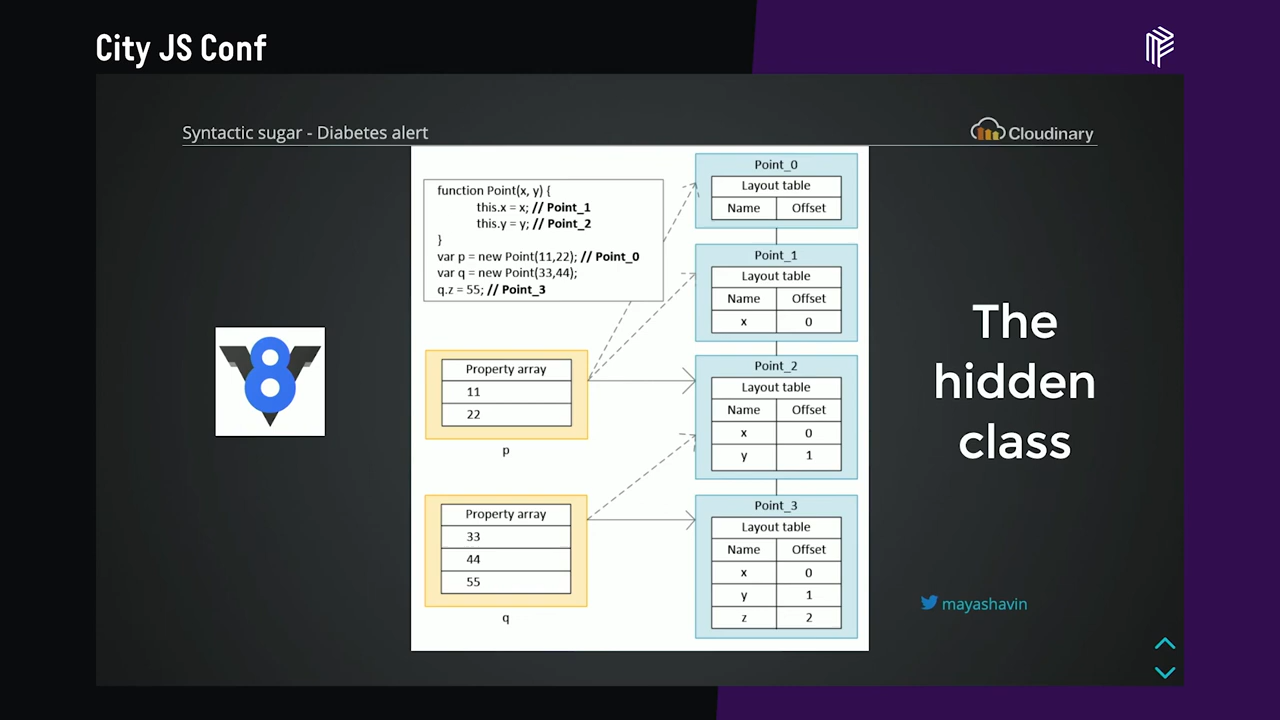 City JS Conf
Syntactic sugar - Diabetes alert
Cloudinary
function Point(x, y) {
this.x = x; // Point_1
this.y = y; // Point_2
}
var p = new Point(11,22); // Point_0
var q = new Point(33,44);
q.z = 55; // Point_3
Property array
11
22
p
Property array
33
44
55
q
Point_0
Layout table
Name Offset
Point_1
Layout table
Name Offset
x 0
Point_2
Layout table
Name Offset
x 0
y 1
Point_3
Layout table
Name Offset
x 0
y 1
z 2
8
The
hidden
class
mayashavin